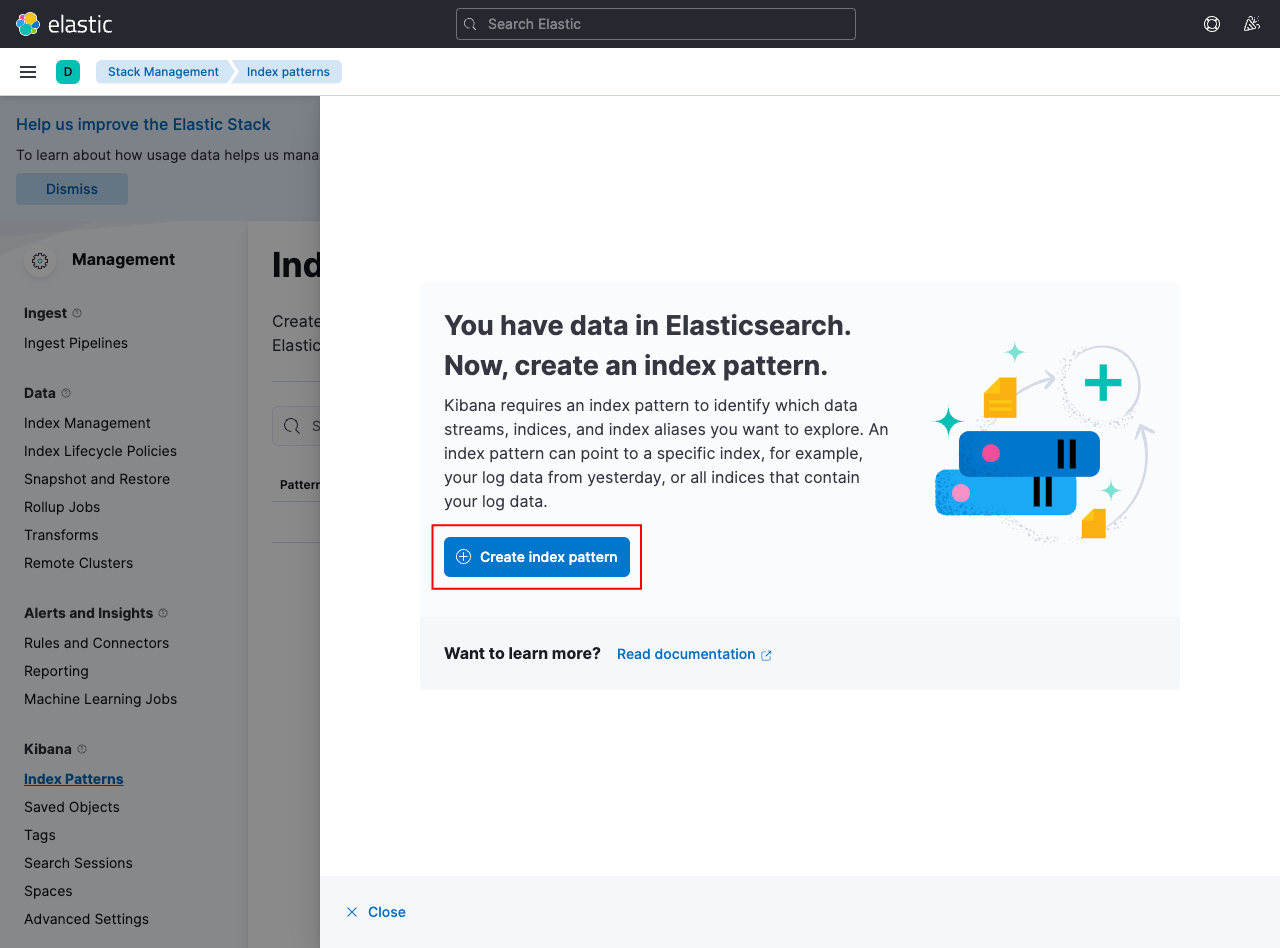 elastic
Search Elastic
D
Stack Management
Index patterns
Help us improve the Elastic Stack
To learn about how usage data helps us mana
Dismiss
Management
Ingest
Ingest Pipelines
Data
Index Management
Index Lifecycle Policies
Snapshot and Restore
Rollup Jobs
Transforms
Remote Clusters
Alerts and Insights
Rules and Connectors
Reporting
Machine Learning Jobs
Kibana
Index Patterns
Saved Objects
Tags
Search Sessions
Spaces
Advanced Settings
Ind
Create
Elastic
S
Pattern
You have data in Elasticsearch.
Now, create an index pattern.
Kibana requires an index pattern to identify which data
streams, indices, and index aliases you want to explore. An
index pattern can point to a specific index, for example,
your log data from yesterday, or all indices that contain
your log data.
Create index pattern
Want to learn more?
Read documentation
Close